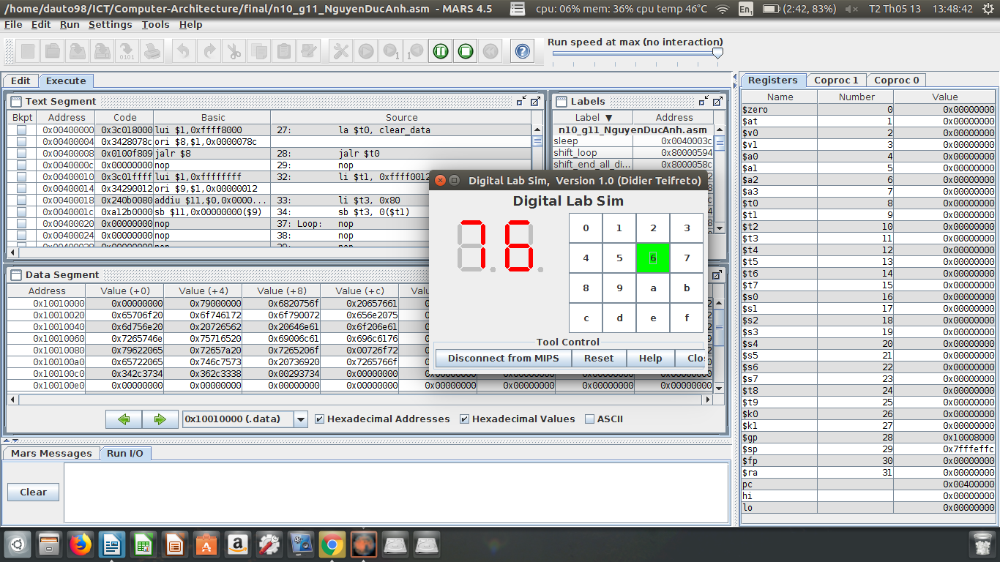 /home/dauto98/ICT/Computer-Architecture/final/n10_g11_NguyenDucAnh.asm - MARS 4.5 cpu: 06% mem: 36% cpu temp 46°C En1 (2:42, 83%) T2 Th05 13 13:48:42
File Edit Run Settings Tools Help
Run speed at max (no interaction)
Edit Execute
Text Segment
Bkpt Address Code Basic Source
0x00400000 0x3c018000 lui $1,0xffff8000 27: la $t0, clear_data
0x00400004 0x3428078c ori $8,$1,0x0000078c
0x00400008 0x0100f809 jalr $8 28: jalr $t0
0x0040000c 0x00000000 nop 29: nop
0x00400010 0x3c01ffff lui $1,0xffffffff 32: li $t1, 0xffff0012
0x00400014 0x34290012 ori $9,$1,0x00000012
0x00400018 0x240b0080 addiu $11,$0,0x0000... 33: li $t3, 0x80
0x0040001c 0xa12b0000 sb $11,0x00000000($9) 34: sb $t3, 0($t1)
0x00400020 0x00000000 nop 37: Loop: nop
0x00400024 0x00000000 nop 38: nop
Labels
Label ▼ Address
n10_g11_NguyenDucAnh.asm
sleep 0x0040003c
shift_loop 0x80000594
shift_end_all_di... 0x8000058c
Digital Lab Sim, Version 1.0 (Didier Teifreto)
Digital Lab Sim
76
0 1 2 3
4 5 6 7
8 9 a b
c d e f
Tool Control
Disconnect from MIPS Reset Help Clo
Data Segment
Address Value (+0) Value (+4) Value (+8) Value (+c)
0x10010000 0x00000000 0x79000000 0x6820756f 0x20657661
0x10010020 0x65706f20 0x6f746172 0x6f790072 0x656e2075
0x10010040 0x6d756e20 0x20726562 0x20646e61 0x6f206e61
0x10010060 0x7265746e 0x75716520 0x69006c61 0x696c6176
0x10010080 0x79622065 0x72657a20 0x7265206f 0x00726f72
0x100100a0 0x65722065 0x746c7573 0x20736920 0x7265766f
0x100100c0 0x342c3734 0x362c3338 0x00293734 0x00000000
0x100100e0 0x00000000 0x00000000 0x00000000 0x00000000 0x00000000 0x00000000 0x00000000 0x00000000
0x10010000 (.data) Hexadecimal Addresses Hexadecimal Values ASCII
Mars Messages Run I/O
Clear
Registers Coproc 1 Coproc 0
Name Number Value
$zero 0 0x00000000
$at 1 0x00000000
$v0 2 0x00000000
$v1 3 0x00000000
$a0 4 0x00000000
$a1 5 0x00000000
$a2 6 0x00000000
$a3 7 0x00000000
$t0 8 0x00000000
$t1 9 0x00000000
$t2 10 0x00000000
$t3 11 0x00000000
$t4 12 0x00000000
$t5 13 0x00000000
$t6 14 0x00000000
$t7 15 0x00000000
$s0 16 0x00000000
$s1 17 0x00000000
$s2 18 0x00000000
$s3 19 0x00000000
$s4 20 0x00000000
$s5 21 0x00000000
$s6 22 0x00000000
$s7 23 0x00000000
$t8 24 0x00000000
$t9 25 0x00000000
$k0 26 0x00000000
$k1 27 0x00000000
$gp 28 0x10008000
$sp 29 0x7fffeffc
$fp 30 0x00000000
$ra 31 0x00000000
pc 0x00400000
hi 0x00000000
lo 0x00000000